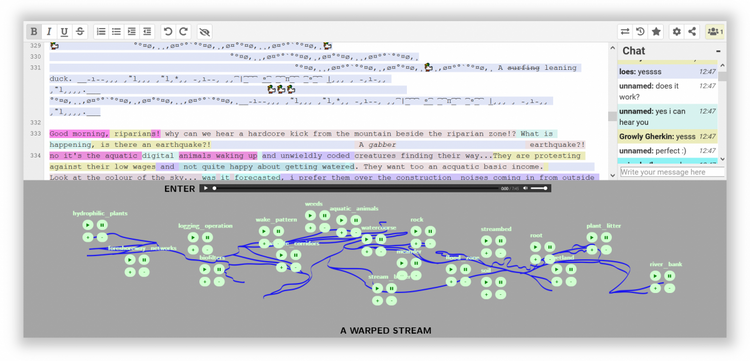 B I U S
1
329
330
331 A surfing leaning
duck.
332
333 Good morning, riparians! why can we hear a hardcore kick from the mountain beside the riparian zone!? What is
happening, is there an earthquake?! A gabber earthquake?!
334 no it's the aquatic digital animals waking up and unwieldly coded creatures finding their way...They are protesting
against their low wages and not quite happy about getting watered. They want too an acquatic basic income.
Look at the colour of the sky... was it forecasted, i prefer them over the construction noises coming in from outside
Chat -
loes: yessss 12:47
unnamed: does it 12:47
work?
unnamed: yes i can 12:47
hear you
Growly Gherkin: yesss 12:47
unnamed: perfect :) 12:47
Write your message here
ENTER
hydrophilic plants
logging operation
wake pattern
weeds
aquatic animals
watercourse
rock
streambed
root
plant litter
river bank
networks
corridors
stream
A WARPED STREAM